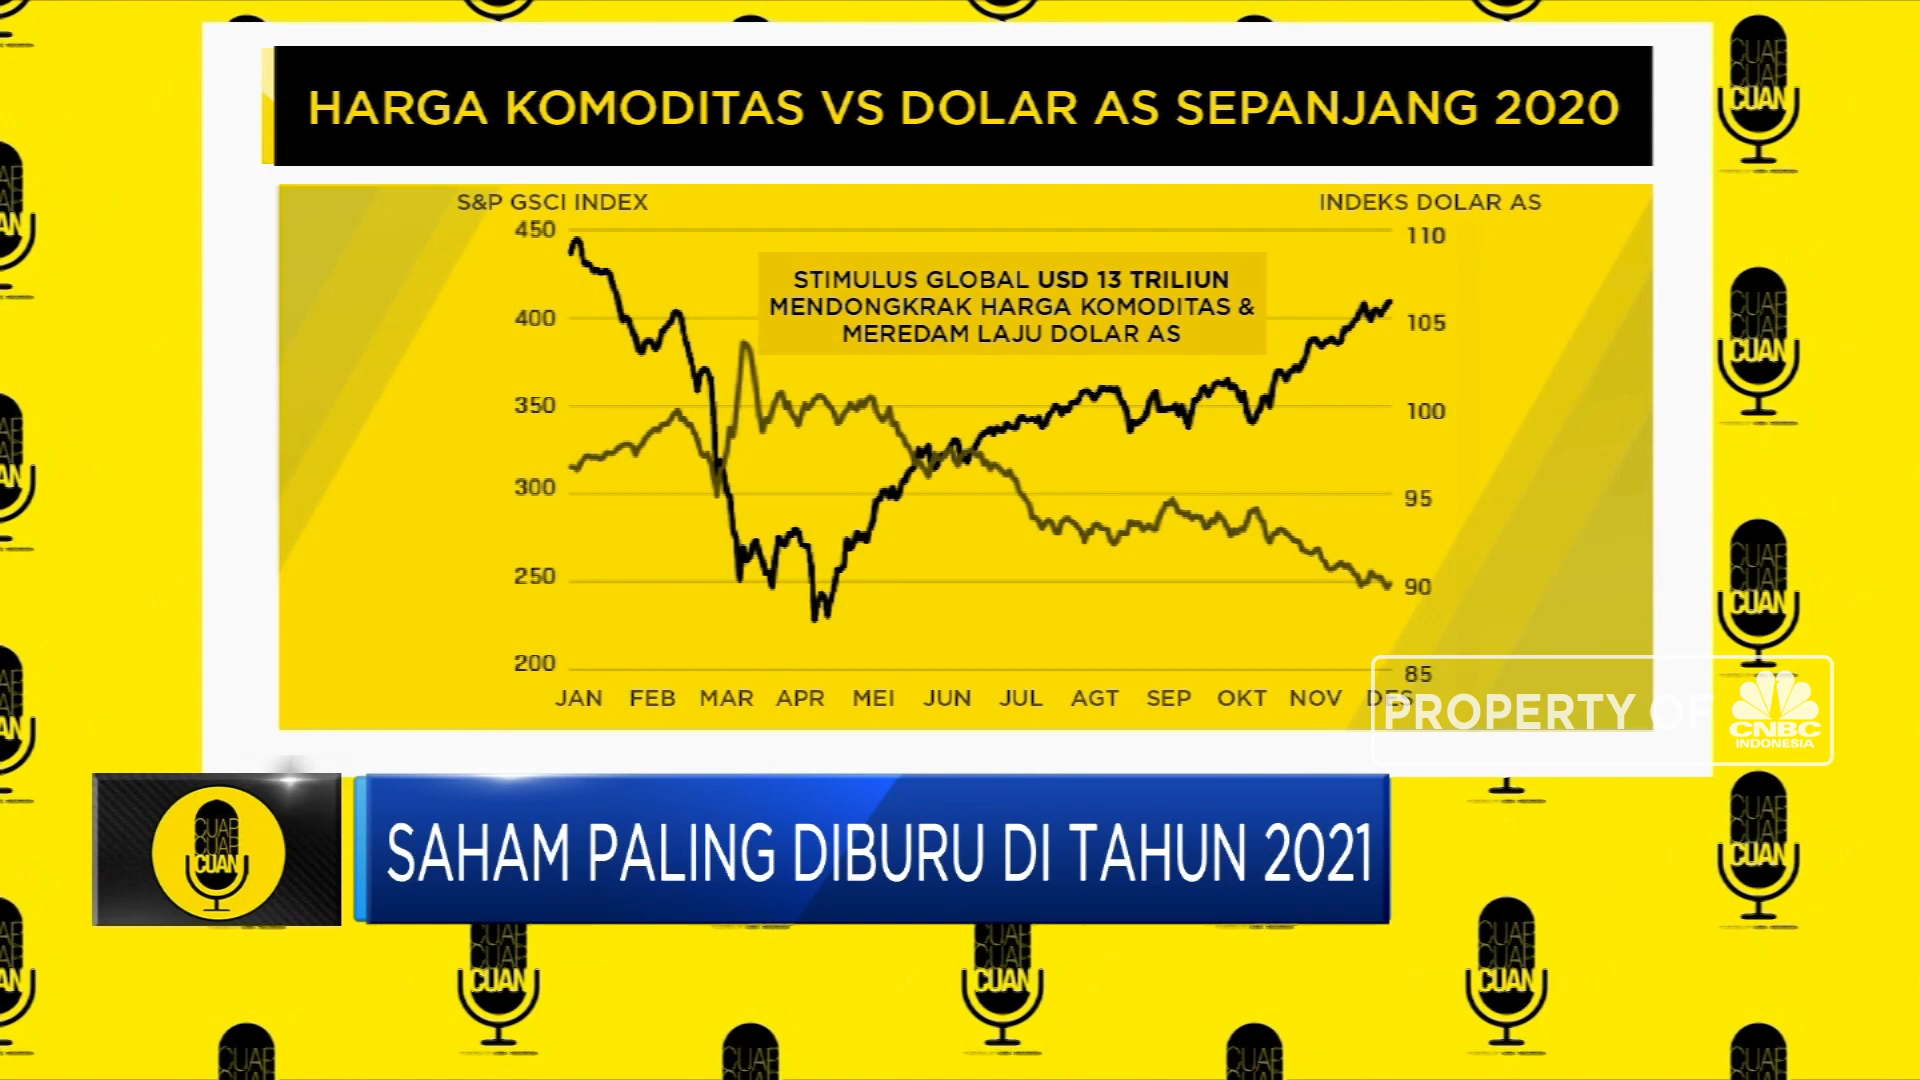 HARGA KOMODITAS VS DOLAR AS SEPANJANG 2020
S&P GSCI INDEX
INDEKS DOLAR AS
STIMULUS GLOBAL USD 13 TRILIUN
MENDONGKRAK HARGA KOMODITAS &
MEREDAM LAJU DOLAR AS
450
400
350
300
250
200
110
105
100
95
90
85
JAN FEB MAR APR MEI JUN JUL AGT SEP OKT NOV DES
PROPERTY OF
CNBC
INDONESIA
CUAP
CUAP
CUAN
SAHAM PALING DIBURU DI TAHUN 2021